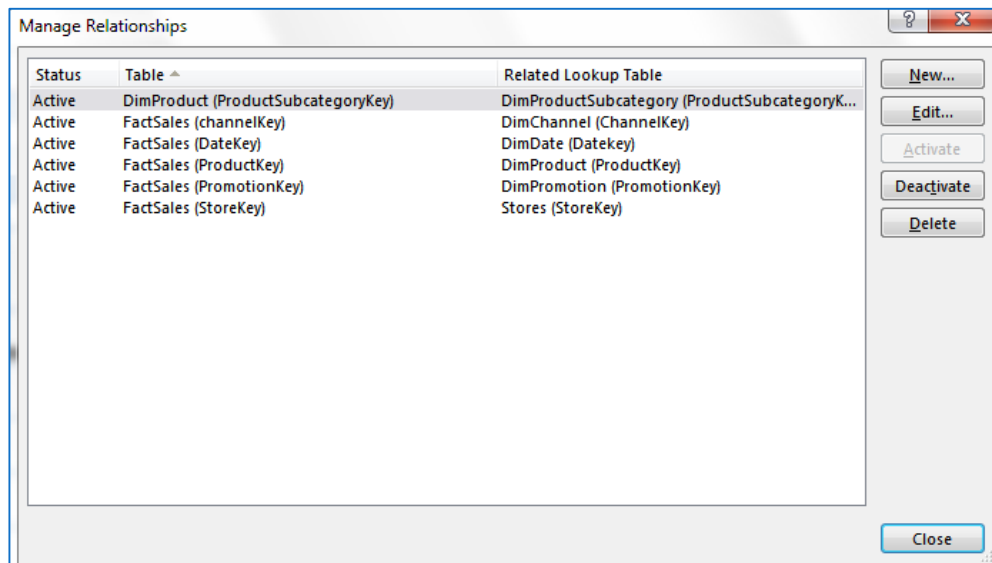 Manage Relationships
Status Table Related Lookup Table
Active DimProduct (ProductSubcategoryKey) DimProductSubcategory (ProductSubcategoryK...
Active FactSales (channelKey) DimChannel (ChannelKey)
Active FactSales (DateKey) DimDate (Datekey)
Active FactSales (ProductKey) DimProduct (ProductKey)
Active FactSales (PromotionKey) DimPromotion (PromotionKey)
Active FactSales (StoreKey) Stores (StoreKey)
New...
Edit...
Activate
Deactivate
Delete
Close